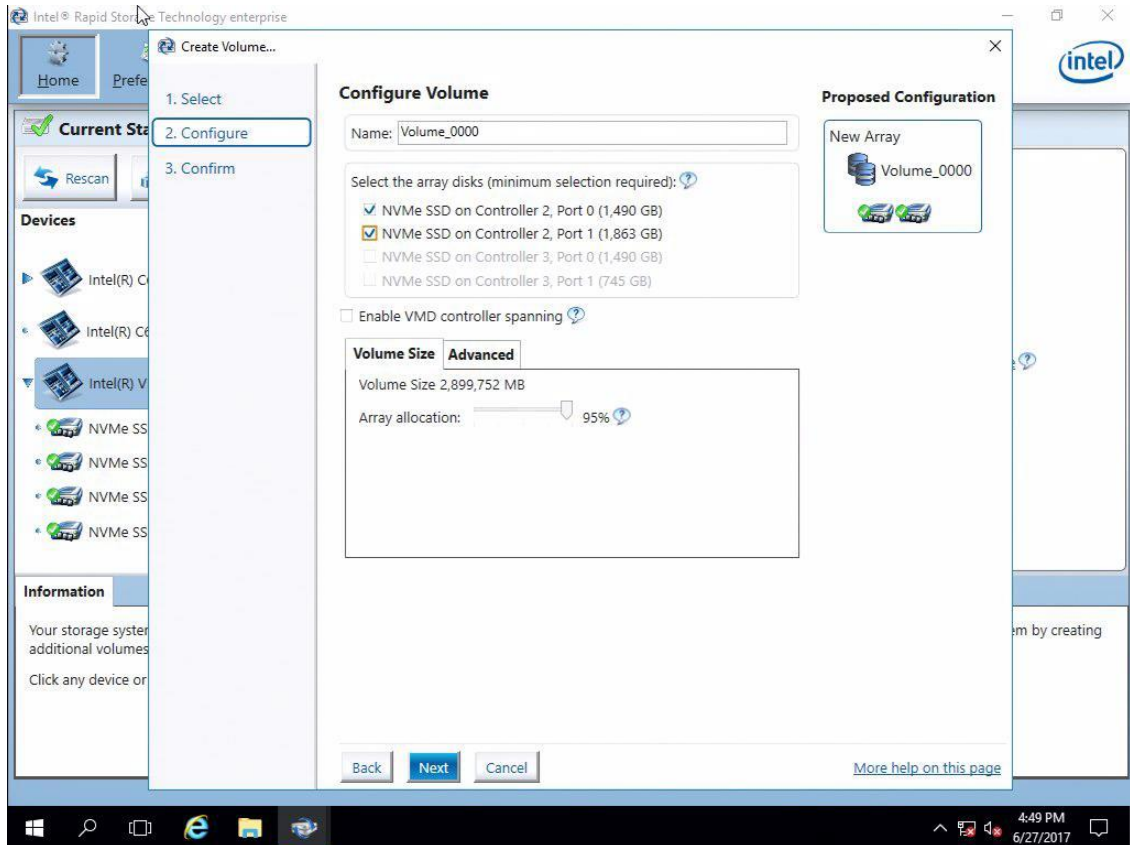 Intel® Rapid Storage Technology enterprise
Home
Prefe
intel
Current Sta
Rescan
Devices
Intel(R) C
Intel(R) C6
Intel(R) V
NVMe SS
NVMe SS
NVMe SS
NVMe SS
Information
Your storage syster
additional volumes
Click any device or
em by creating
Create Volume...
1. Select
2. Configure
3. Confirm
Configure Volume
Name: Volume_0000
Select the array disks (minimum selection required):
NVMe SSD on Controller 2, Port 0 (1,490 GB)
NVMe SSD on Controller 2, Port 1 (1,863 GB)
NVMe SSD on Controller 3, Port 0 (1,490 GB)
NVMe SSD on Controller 3, Port 1 (745 GB)
Enable VMD controller spanning
Volume Size Advanced
Volume Size 2,899,752 MB
Array allocation: 95%
Proposed Configuration
New Array
Volume_0000
Back Next Cancel
More help on this page
4:49 PM
6/27/2017